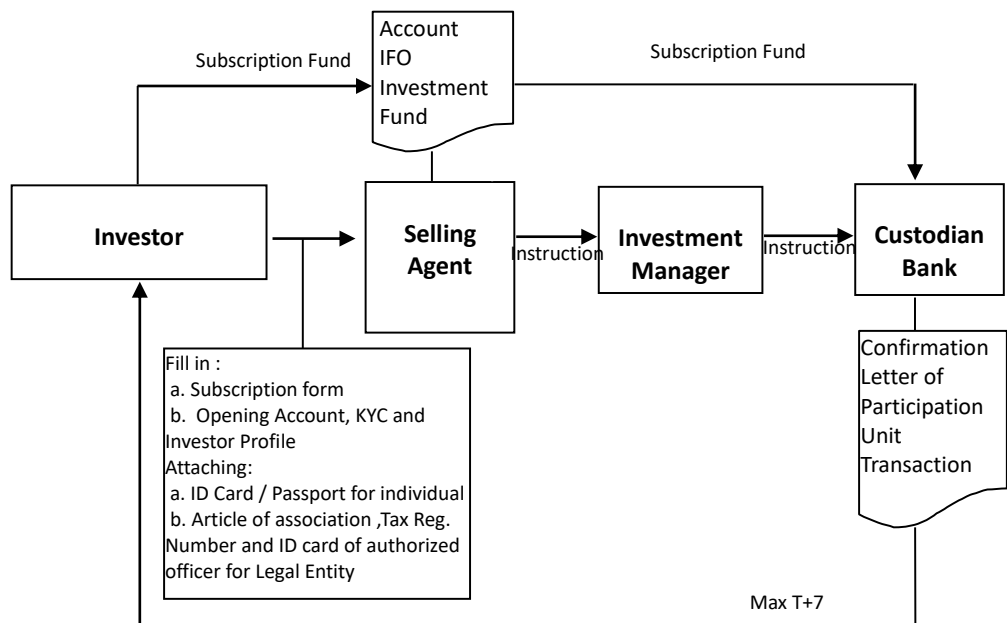 Subscription Fund
Account
IFO
Investment
Fund
Subscription Fund
Investor
Selling
Agent
Instruction
Investment
Manager
Instruction
Custodian
Bank
Fill in :
a. Subscription form
b. Opening Account, KYC and
Investor Profile
Attaching:
a. ID Card / Passport for individual
b. Article of association ,Tax Reg.
Number and ID card of authorized
officer for Legal Entity
Confirmation
Letter of
Participation
Unit
Transaction
Max T+7